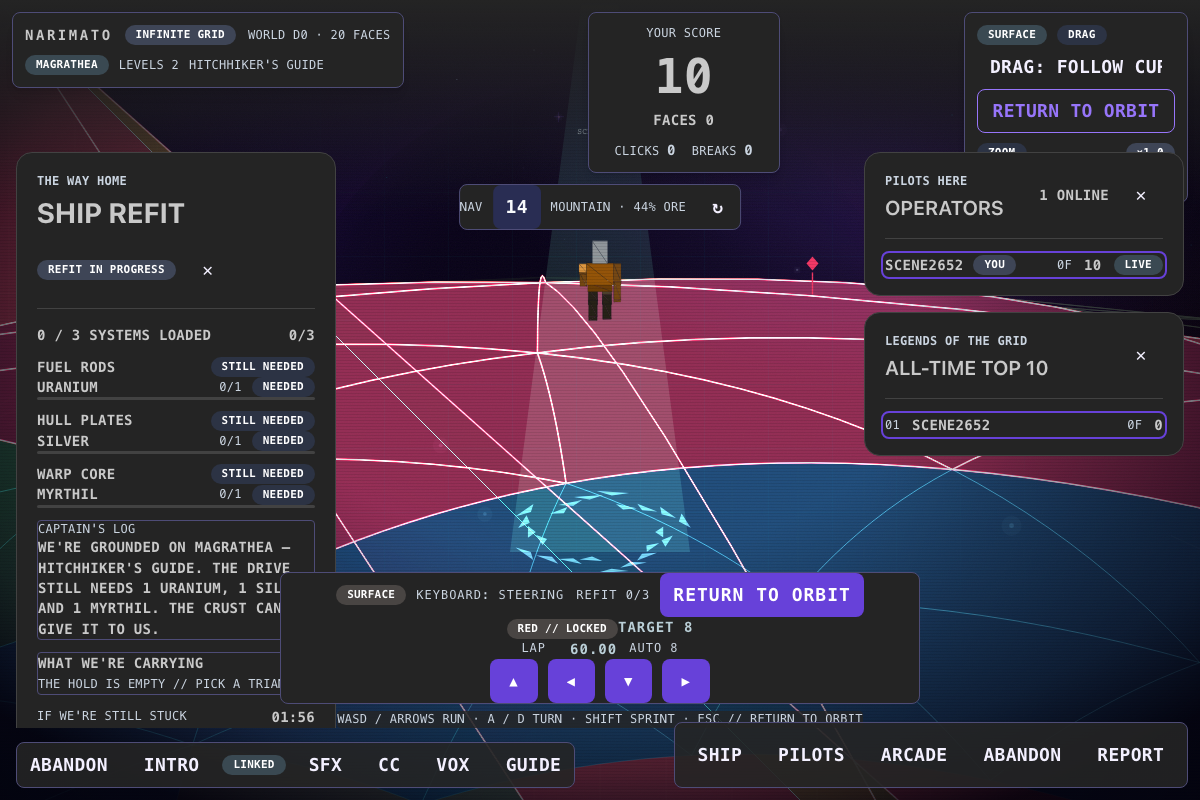 NARIMATO INFINITE GRID WORLD D0 · 20 FACES
MAGRATHEA LEVELS 2 HITCHHIKER'S GUIDE
YOUR SCORE
10
FACES 0
CLICKS 0 BREAKS 0
SURFACE DRAG
DRAG: FOLLOW
RETURN TO ORBIT
NAV 14 MOUNTAIN · 44% ORE ↻
THE WAY HOME
SHIP REFIT
REFIT IN PROGRESS ×
0 / 3 SYSTEMS LOADED 0/3
FUEL RODS STILL NEEDED
URANIUM 0/1 NEEDED
HULL PLATES STILL NEEDED
SILVER 0/1 NEEDED
WARP CORE STILL NEEDED
MYRTHIL 0/1 NEEDED
CAPTAIN'S LOG
WE'RE GROUNDED ON MAGRATHEA —
HITCHHIKER'S GUIDE. THE DRIVE
STILL NEEDS 1 URANIUM, 1
AND 1 MYRTHIL. THE CRUST CAN
GIVE IT TO US.
WHAT WE'RE CARRYING
THE HOLD IS EMPTY // PICK A
IF WE'RE STILL STUCK 01:56
PILOTS HERE
OPERATORS 1 ONLINE ×
SCENE2652 YOU 0F 10 LIVE
LEGENDS OF THE GRID
ALL-TIME TOP 10 ×
01 SCENE2652 0F 0
SURFACE KEYBOARD: STEERING REFIT 0/3 RETURN TO ORBIT
RED // LOCKED TARGET 8
LAP 60.00 AUTO 8
▲ ◀ ▼ ▶
WASD / ARROWS RUN · A / D TURN · SHIFT SPRINT · ESC // RETURN TO ORBIT
ABANDON INTRO LINKED SFX CC VOX GUIDE
SHIP PILOTS ARCADE ABANDON REPORT